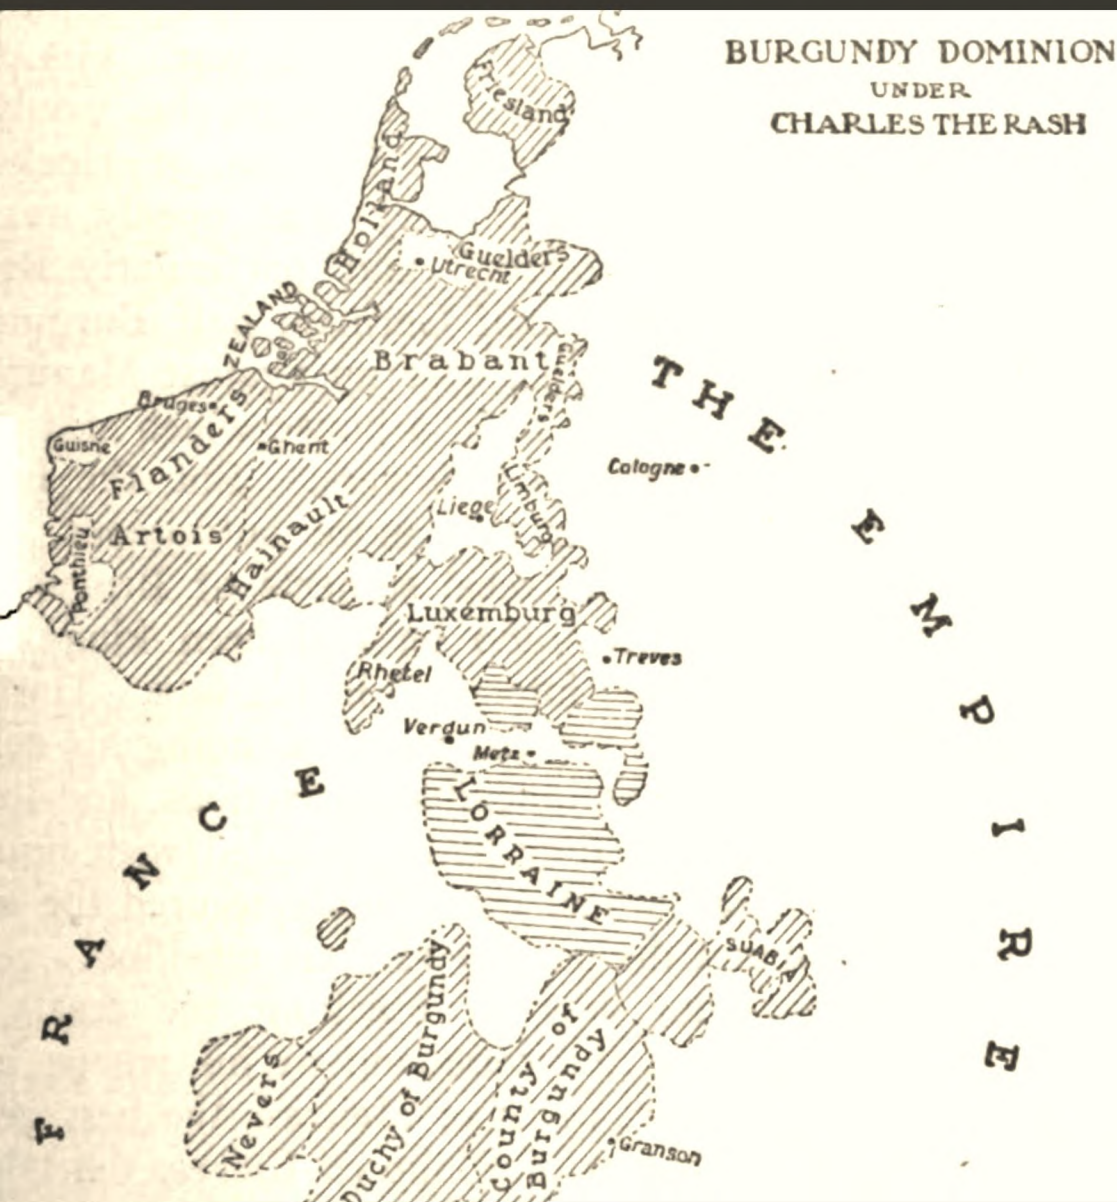 BURGUNDY DOMINION
UNDER
CHARLES THE RASH
Friesland
Holland
Guelders
Utrecht
ZEALAND
Brabant
Guelders
THE EMPIRE
Bruges
Flanders
Guisne
Ghent
Cologne
Liege
Limburg
Artois
Hainault
Ponthieu
Luxemburg
Treves
Rhetel
Verdun
Metz
FRANCE
LORRAINE
SUABIA
Duchy of Burgundy
County of
Burgundy
Nevers
Granson